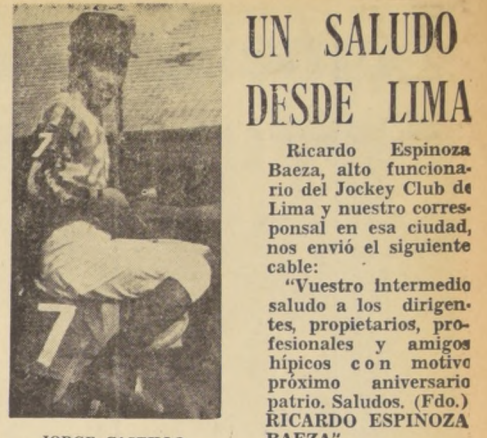 UN SALUDO
DESDE LIMA
Ricardo Espinoza
Baeza, alto funciona-
rio del Jockey Club de
Lima y nuestro corres-
ponsal en esa ciudad,
nos envió el siguiente
cable:
"Vuestro intermedio
saludo a los dirigen-
tes, propietarios, pro-
fesionales y amigos
hípicos con motivo
próximo aniversario
patrio. Saludos. (Fdo.)
RICARDO ESPINOZA
BAEZA"
7
7
JORGE